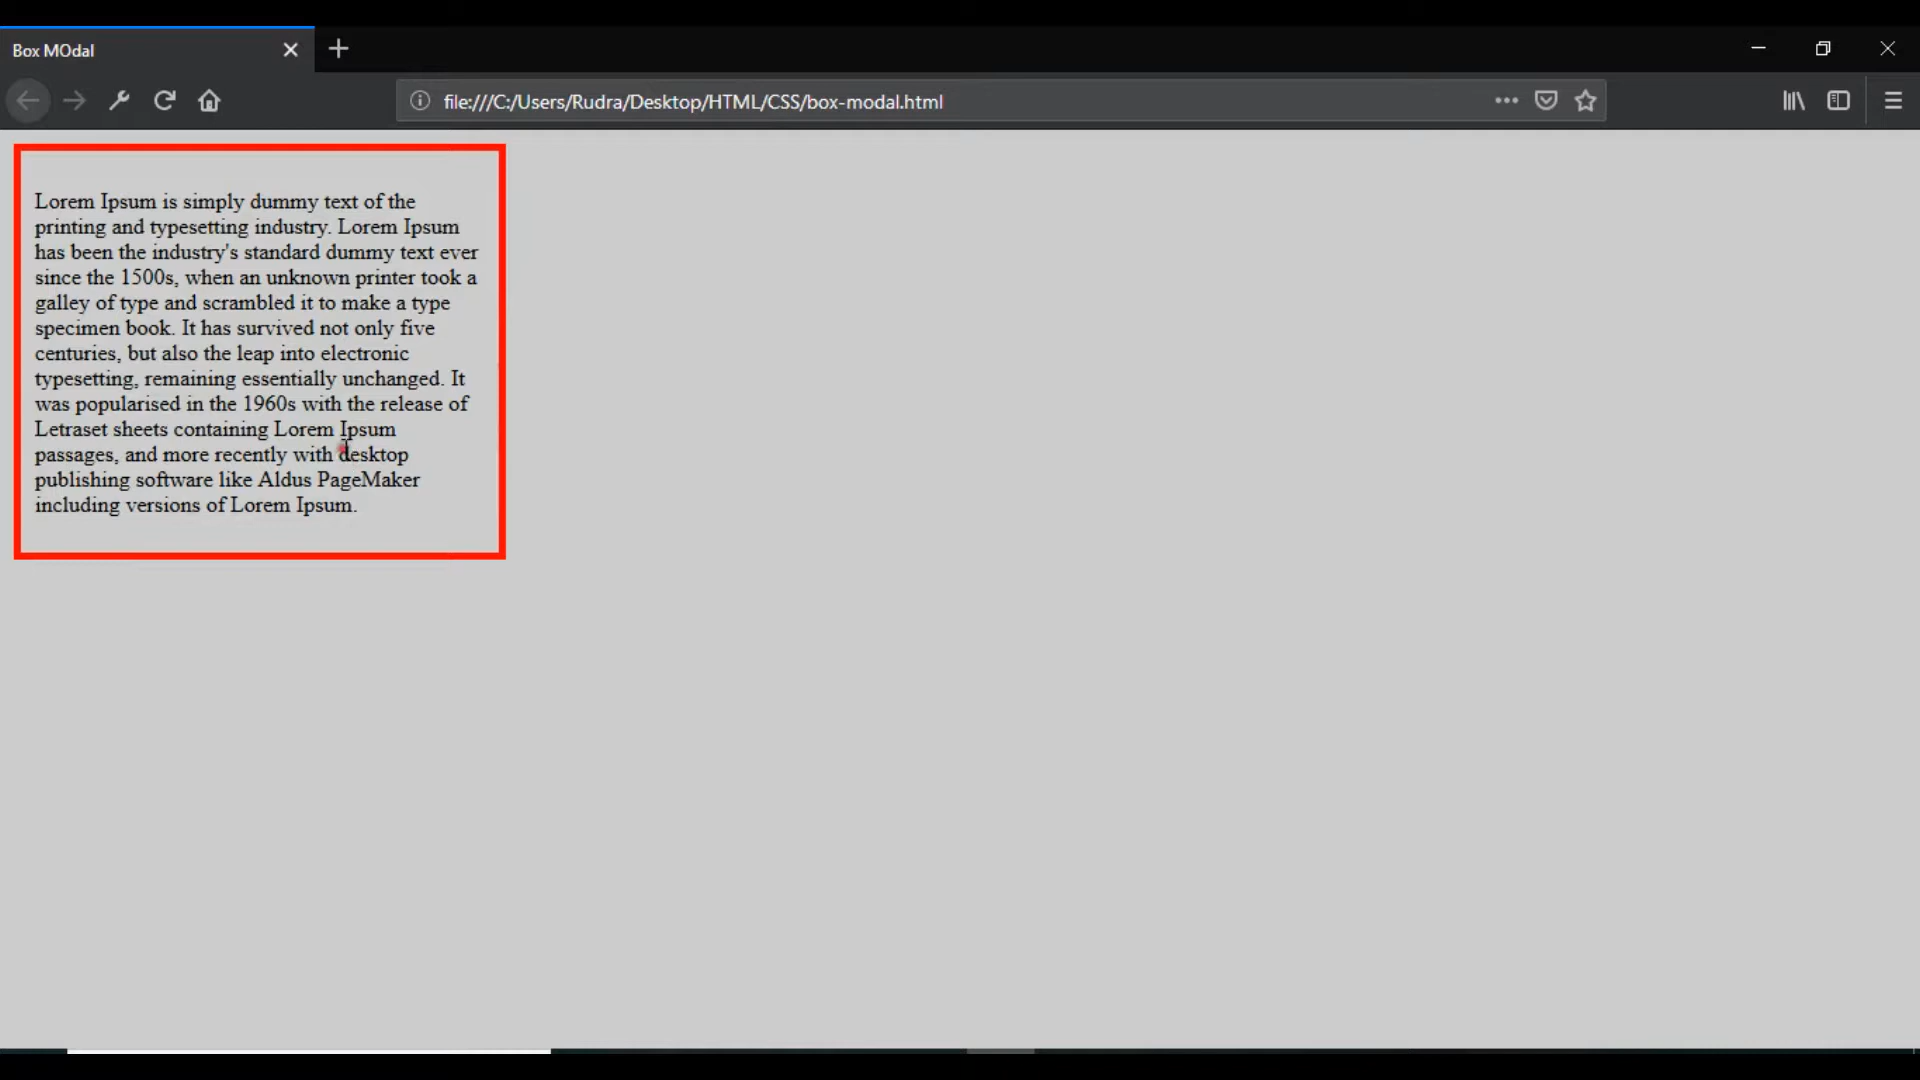 Box MOdal
file:///C:/Users/Rudra/Desktop/HTML/CSS/box-modal.html
Lorem Ipsum is simply dummy text of the
printing and typesetting industry. Lorem Ipsum
has been the industry's standard dummy text ever
since the 1500s, when an unknown printer took a
galley of type and scrambled it to make a type
specimen book. It has survived not only five
centuries, but also the leap into electronic
typesetting, remaining essentially unchanged. It
was popularised in the 1960s with the release of
Letraset sheets containing Lorem Ipsum
passages, and more recently with desktop
publishing software like Aldus PageMaker
including versions of Lorem Ipsum.